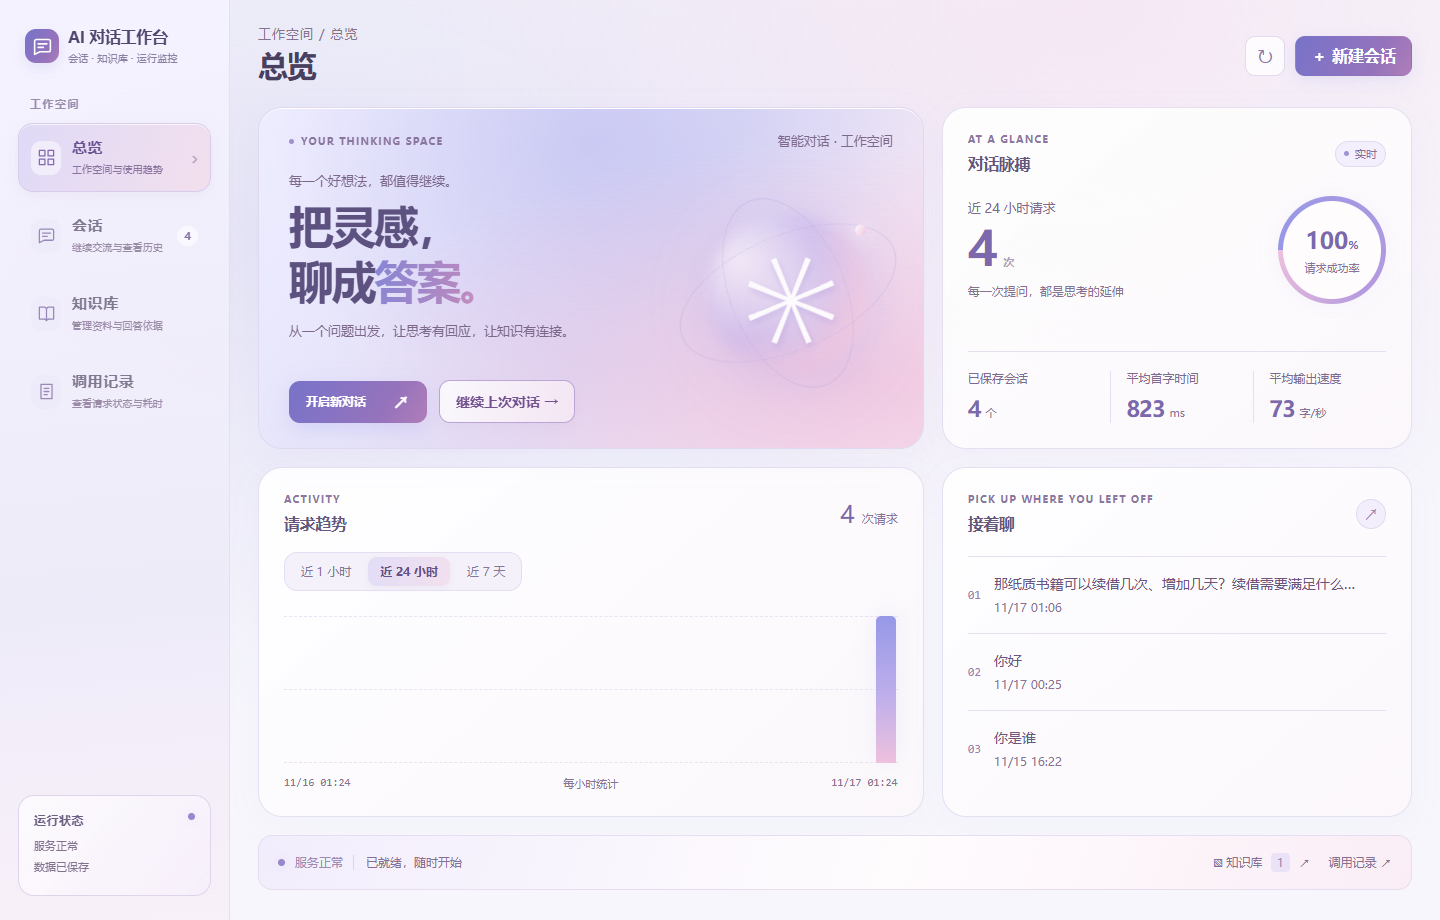 AI 对话工作台
会话 · 知识库 · 运行监控
工作空间
总览
工作空间与使用趋势
会话
继续交流与查看历史
4
知识库
管理资料与回答依据
调用记录
查看请求状态与耗时
运行状态
服务正常
数据已保存
工作空间 / 总览
总览
+ 新建会话
YOUR THINKING SPACE
智能对话 · 工作空间
每一个好想法，都值得继续。
把灵感，
聊成答案。
从一个问题出发，让思考有回应，让知识有连接。
开启新对话 ↗
继续上次对话 →
AT A GLANCE
对话脉搏
实时
近 24 小时请求
4 次
每一次提问，都是思考的延伸
100%
请求成功率
已保存会话
4 个
平均首字时间
823 ms
平均输出速度
73 字/秒
ACTIVITY
请求趋势
4 次请求
近 1 小时
近 24 小时
近 7 天
11/16 01:24
每小时统计
11/17 01:24
PICK UP WHERE YOU LEFT OFF
接着聊
↗
01
那纸质书籍可以续借几次、增加几天？续借需要满足什么...
11/17 01:06
02
你好
11/17 00:25
03
你是谁
11/15 16:22
服务正常
已就绪，随时开始
知识库 1 ↗
调用记录 ↗